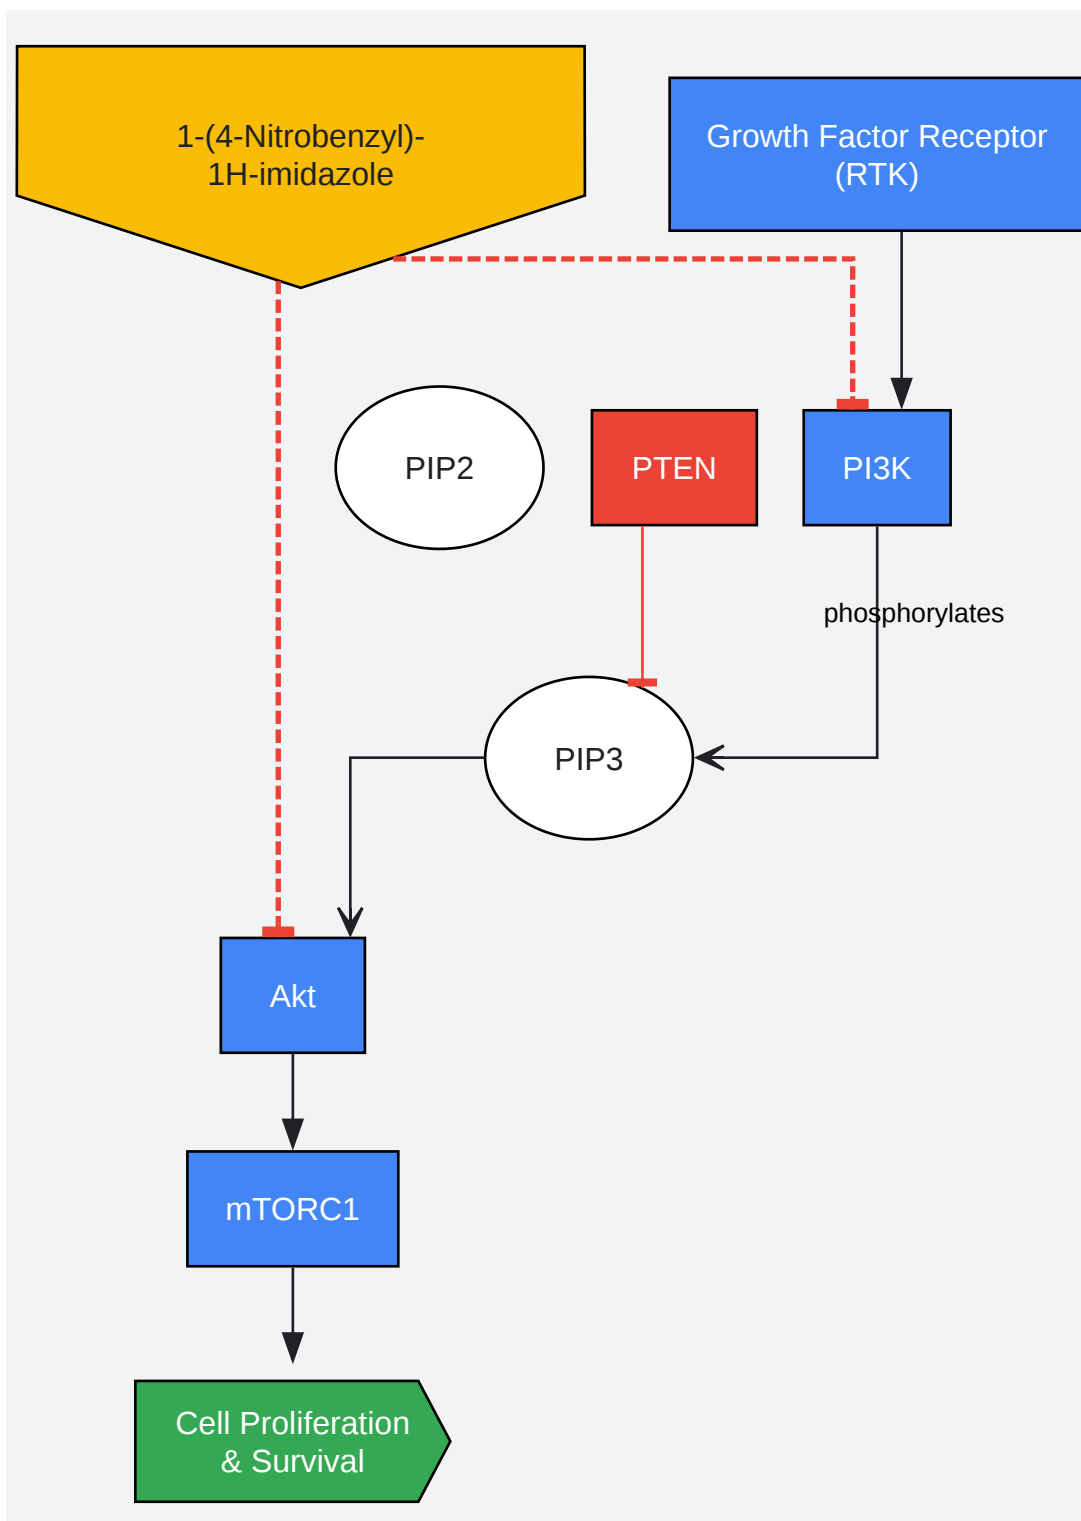 1-(4-Nitrobenzyl)-
1H-imidazole
Growth Factor Receptor
(RTK)
PIP2
PTEN
PI3K
phosphorylates
PIP3
Akt
mTORC1
Cell Proliferation
& Survival